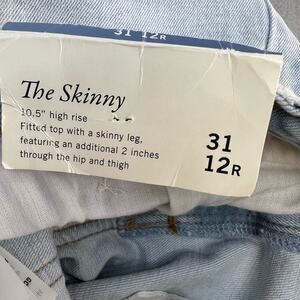 31 12R
The Skinny
10.5" high rise
Fitted top with a skinny leg,
featuring an additional 2 inches
through the hip and thigh
31
12R